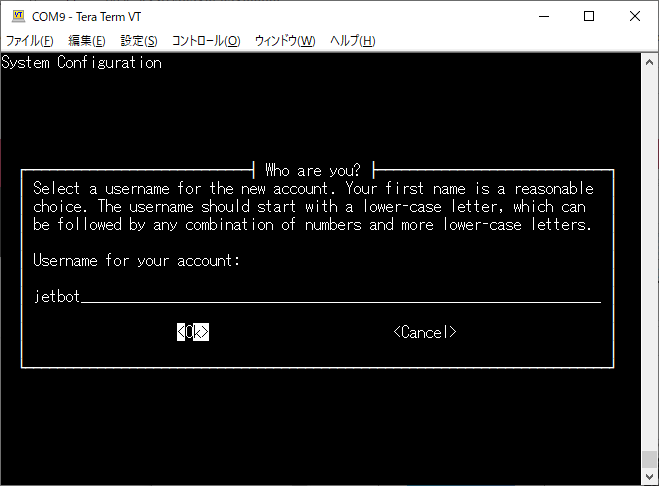 COM9 - Tera Term VT
ファイル(F) 編集(E) 設定(S) コントロール(O) ウィンドウ(W) ヘルプ(H)
System Configuration
Who are you?
Select a username for the new account. Your first name is a reasonable
choice. The username should start with a lower-case letter, which can
be followed by any combination of numbers and more lower-case letters.
Username for your account:
jetbot
<Ok> <Cancel>